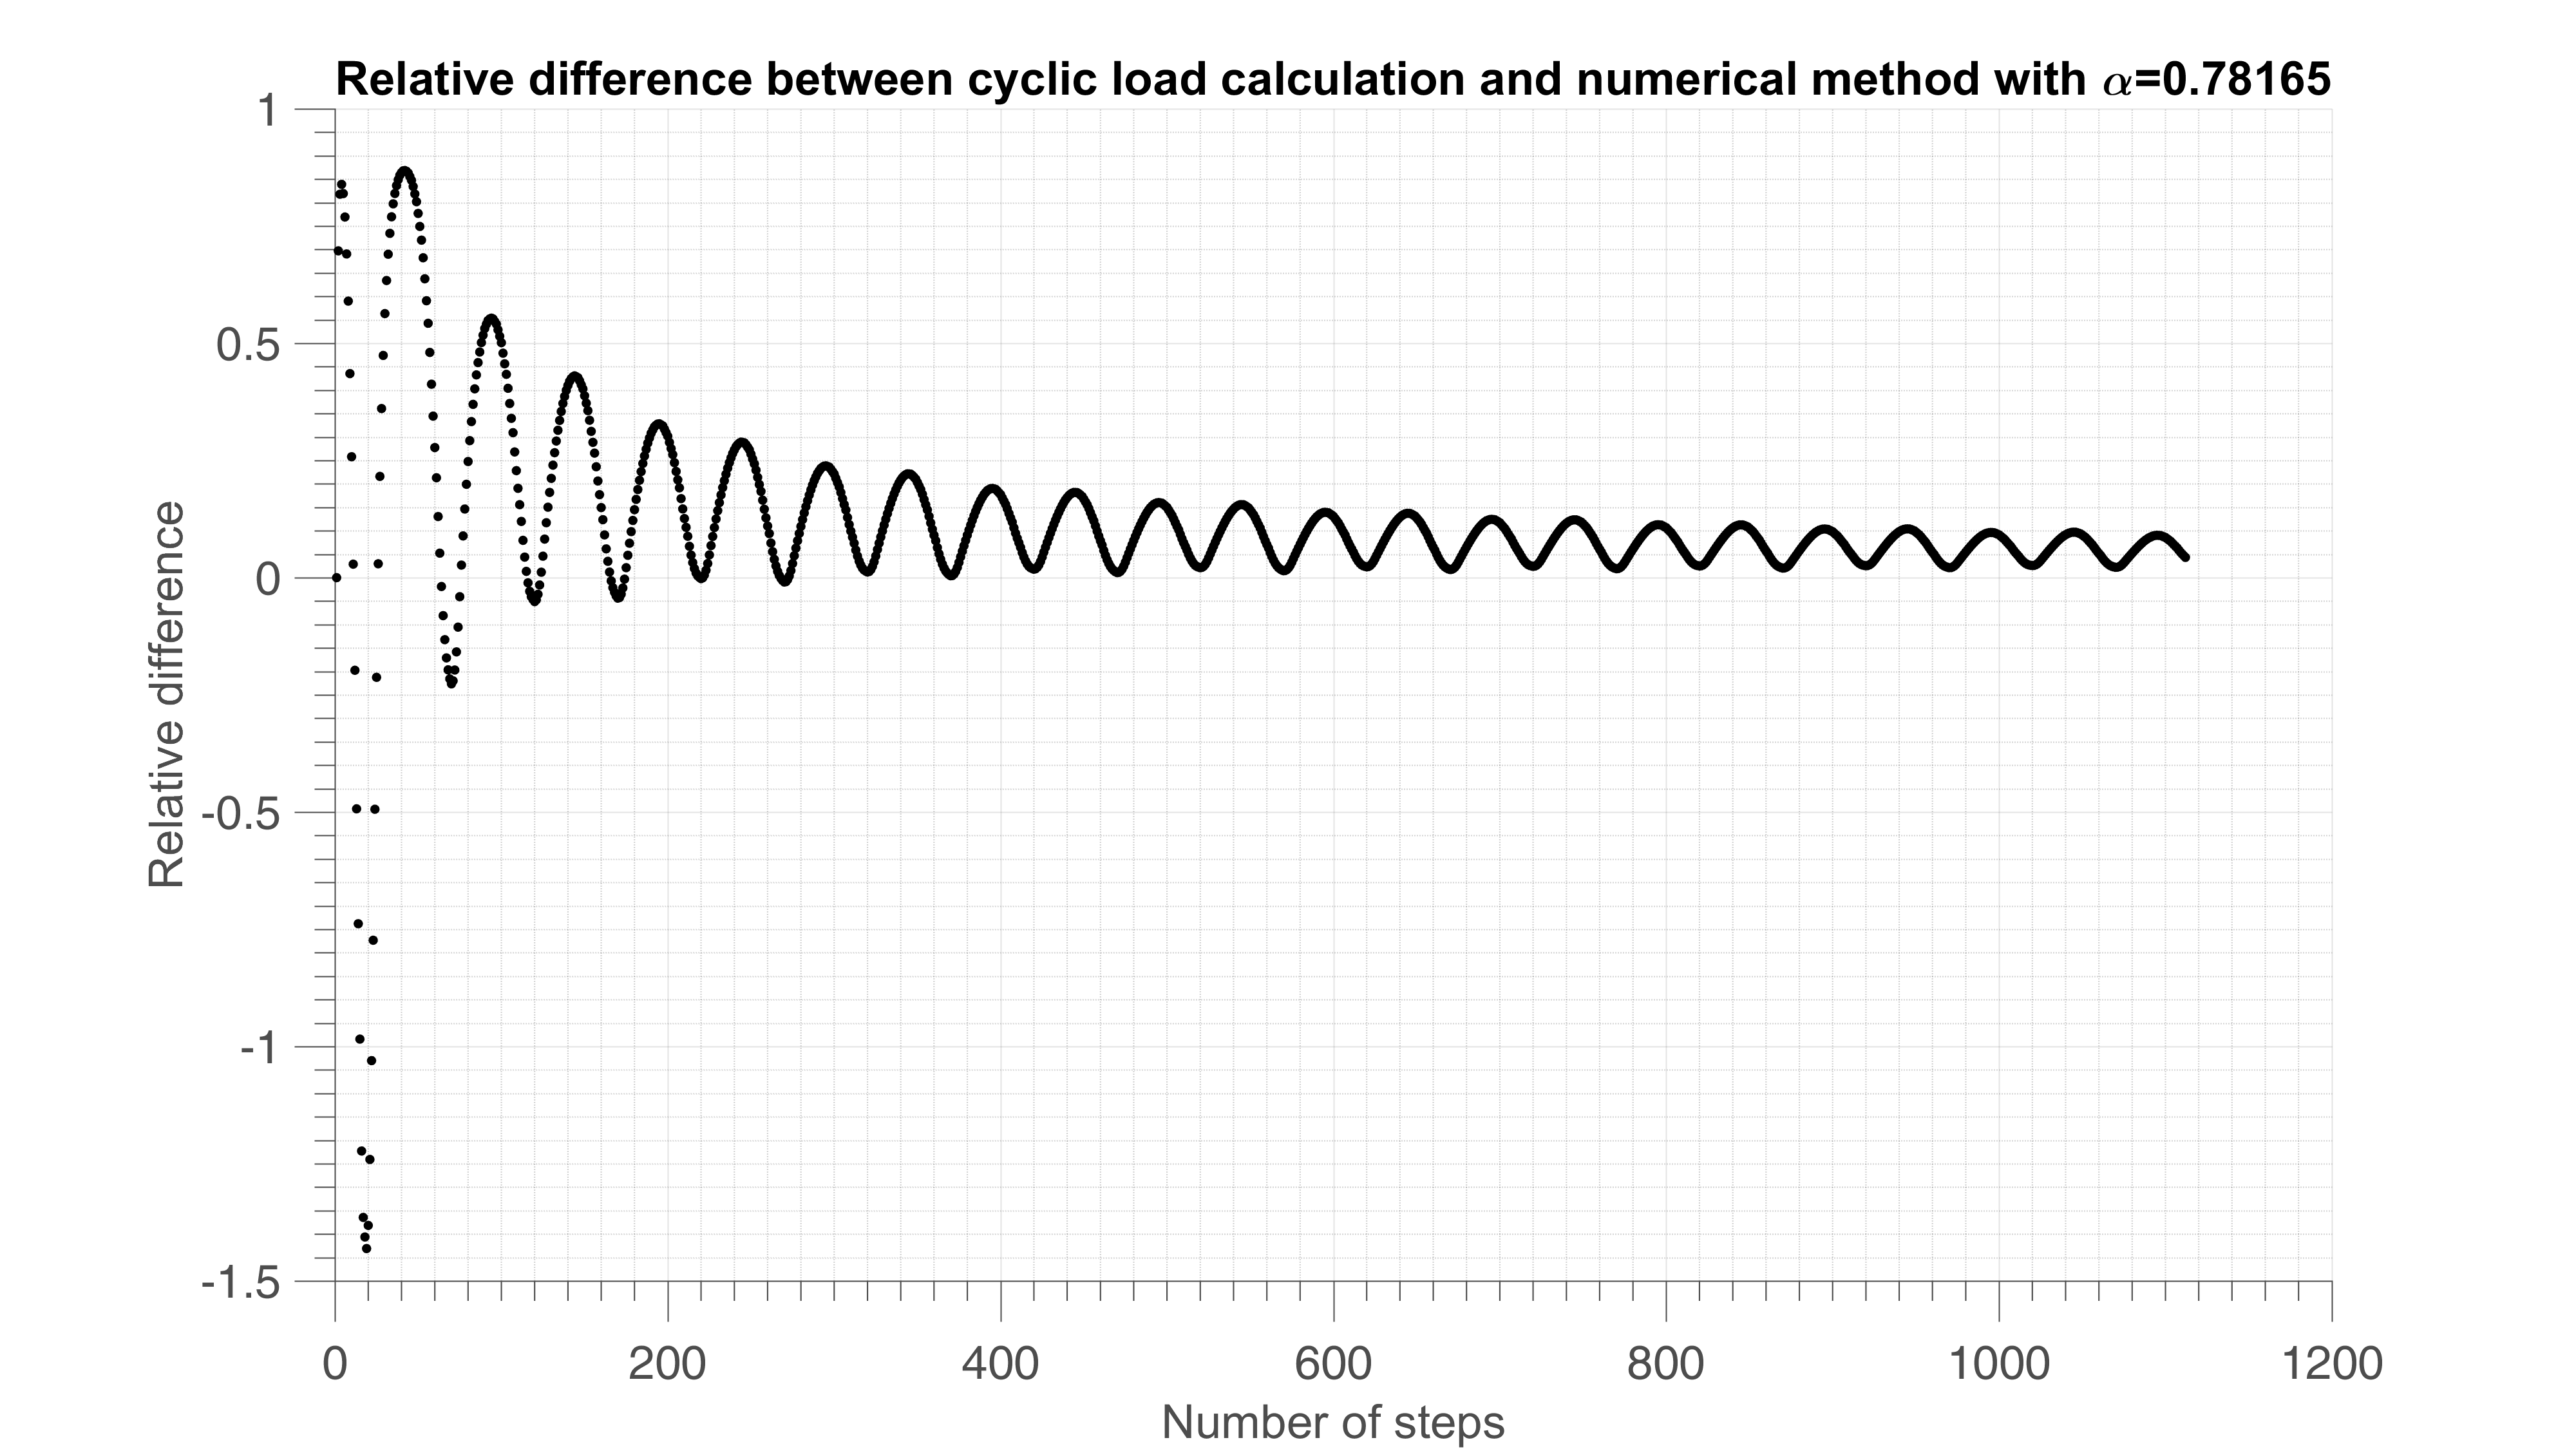 Relative difference between cyclic load calculation and numerical method with α=0.78165
1
0.5
0
-0.5
-1
-1.5
Relative difference
0 200 400 600 800 1000 1200
Number of steps